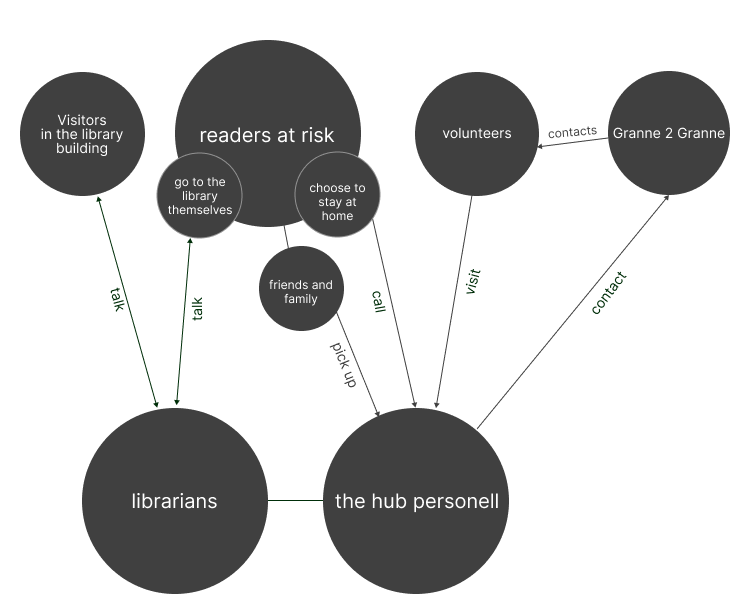 Visitors
in the library
building
readers at risk
go to the
library
themselves
choose to
stay at
home
friends and
family
volunteers
contacts
Granne 2 Granne
talk
talk
pick up
call
visit
contact
librarians
the hub personell